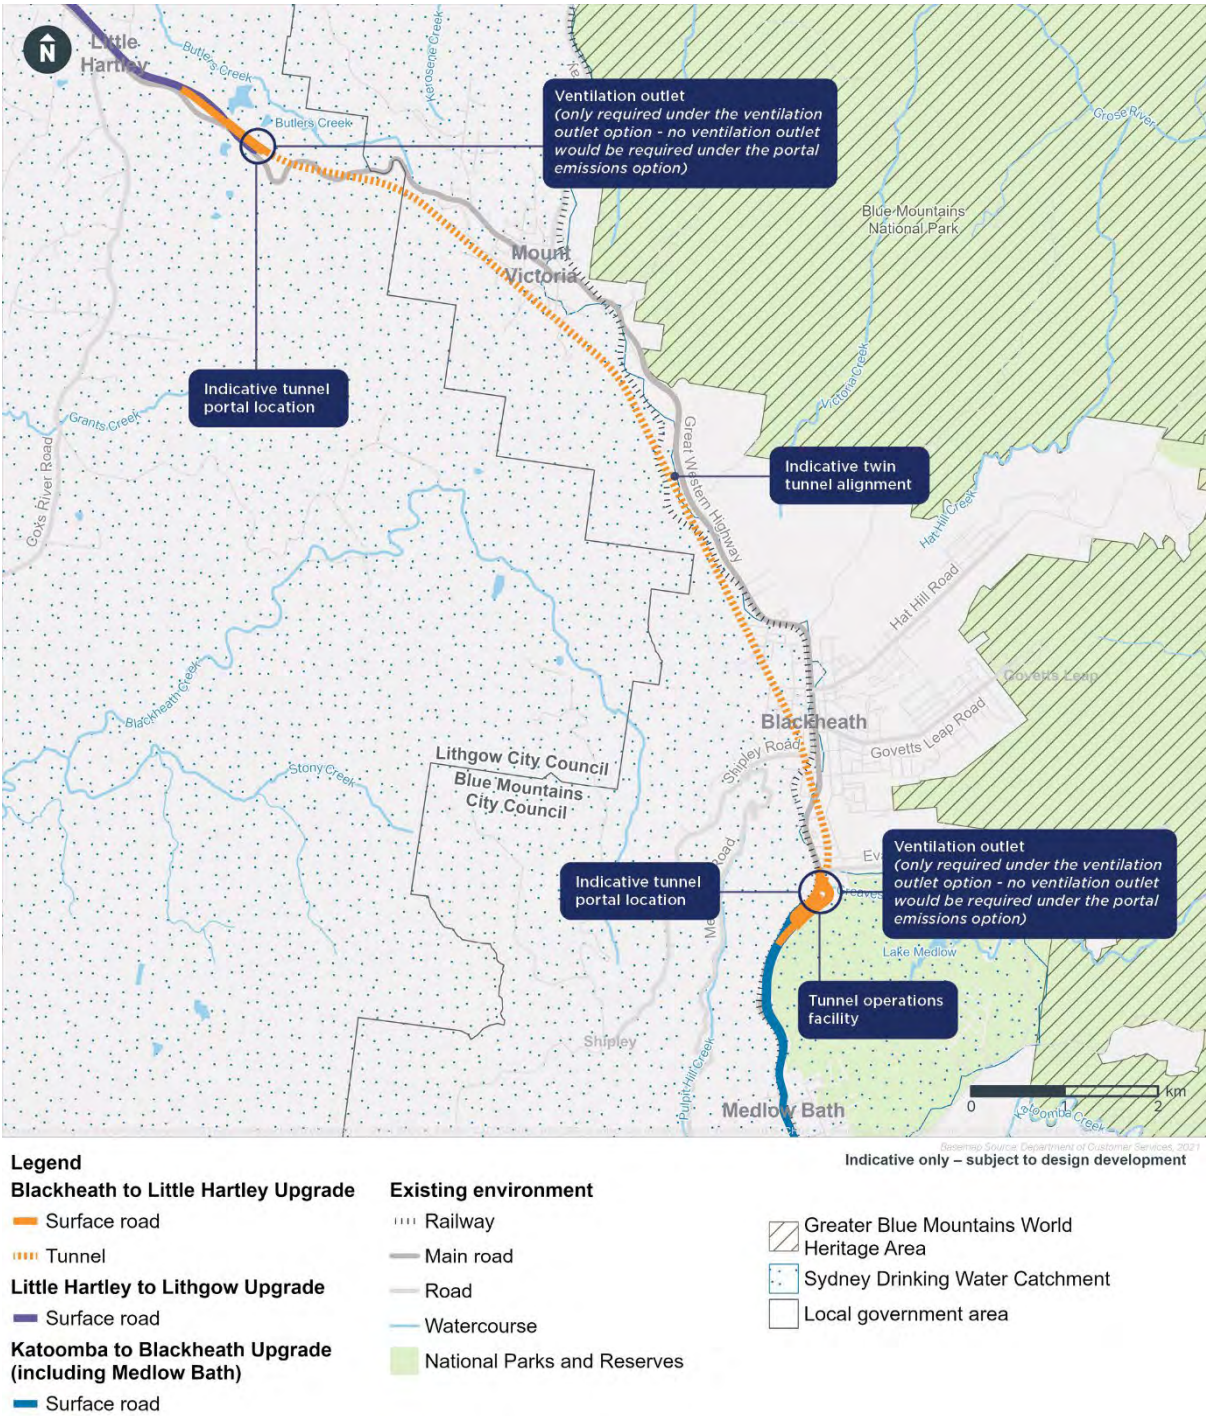 N
Little
Hartley
Butlers Creek
Kerosene Creek
Butlers Creek
Ventilation outlet
(only required under the ventilation
outlet option - no ventilation outlet
would be required under the portal
emissions option)
Grose River
Blue Mountains
National Park
Mount
Victoria
Indicative tunnel
portal location
Grants Creek
Victoria Creek
Great Western Highway
Indicative twin
tunnel alignment
Coxs River Road
Hat Hill Creek
Hat Hill Road
Govetts Leap
Blackheath Creek
Blackheath
Govetts Leap Road
Shipley Road
Lithgow City Council
Blue Mountains
City Council
Stony Creek
Ventilation outlet
(only required under the ventilation
outlet option - no ventilation outlet
would be required under the portal
emissions option)
Indicative tunnel
portal location
Road
Greaves
Lake Medlow
Tunnel operations
facility
Shipley
Pulpit Hill Creek
Medlow Bath
Katoomba Creek
0 1 2 km
Basemap Source: Department of Customer Services, 2021
Indicative only – subject to design development
Legend
Blackheath to Little Hartley Upgrade
Surface road
Tunnel
Little Hartley to Lithgow Upgrade
Surface road
Katoomba to Blackheath Upgrade
(including Medlow Bath)
Surface road
Existing environment
Railway
Main road
Road
Watercourse
National Parks and Reserves
Greater Blue Mountains World
Heritage Area
Sydney Drinking Water Catchment
Local government area